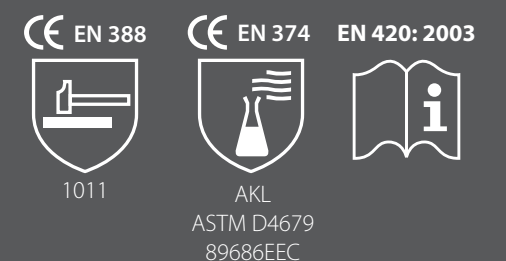 CE EN 388
CE EN 374
EN 420: 2003
i
1011
AKL
ASTM D4679
89686EEC